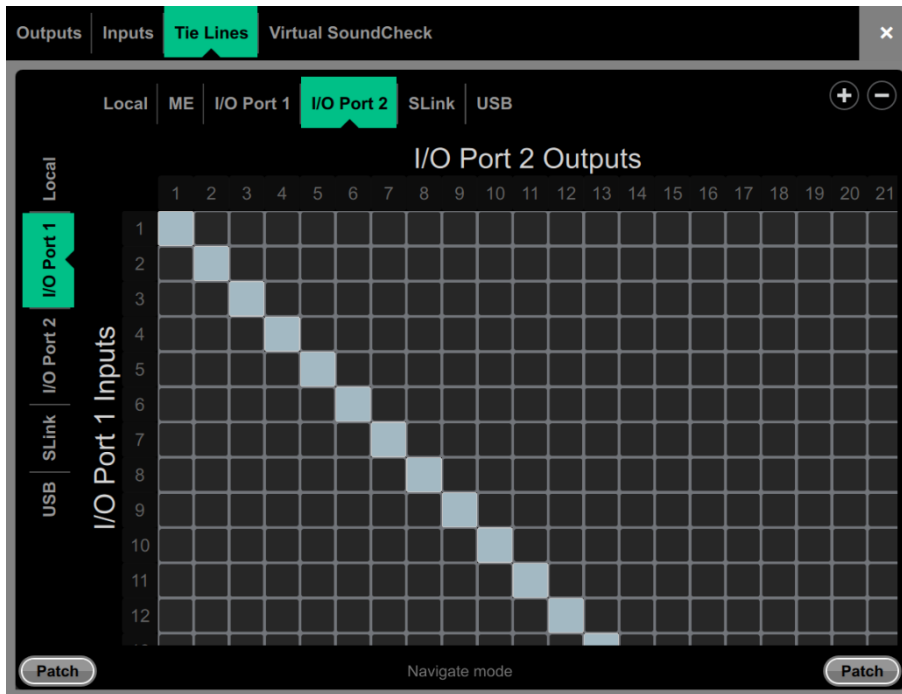 Outputs Inputs Tie Lines Virtual SoundCheck ×
Local ME I/O Port 1 I/O Port 2 SLink USB + −
I/O Port 2 Outputs
1 2 3 4 5 6 7 8 9 10 11 12 13 14 15 16 17 18 19 20 21
Local
I/O Port 1
I/O Port 2
SLink
USB
I/O Port 1 Inputs
1
2
3
4
5
6
7
8
9
10
11
12
Patch Navigate mode Patch